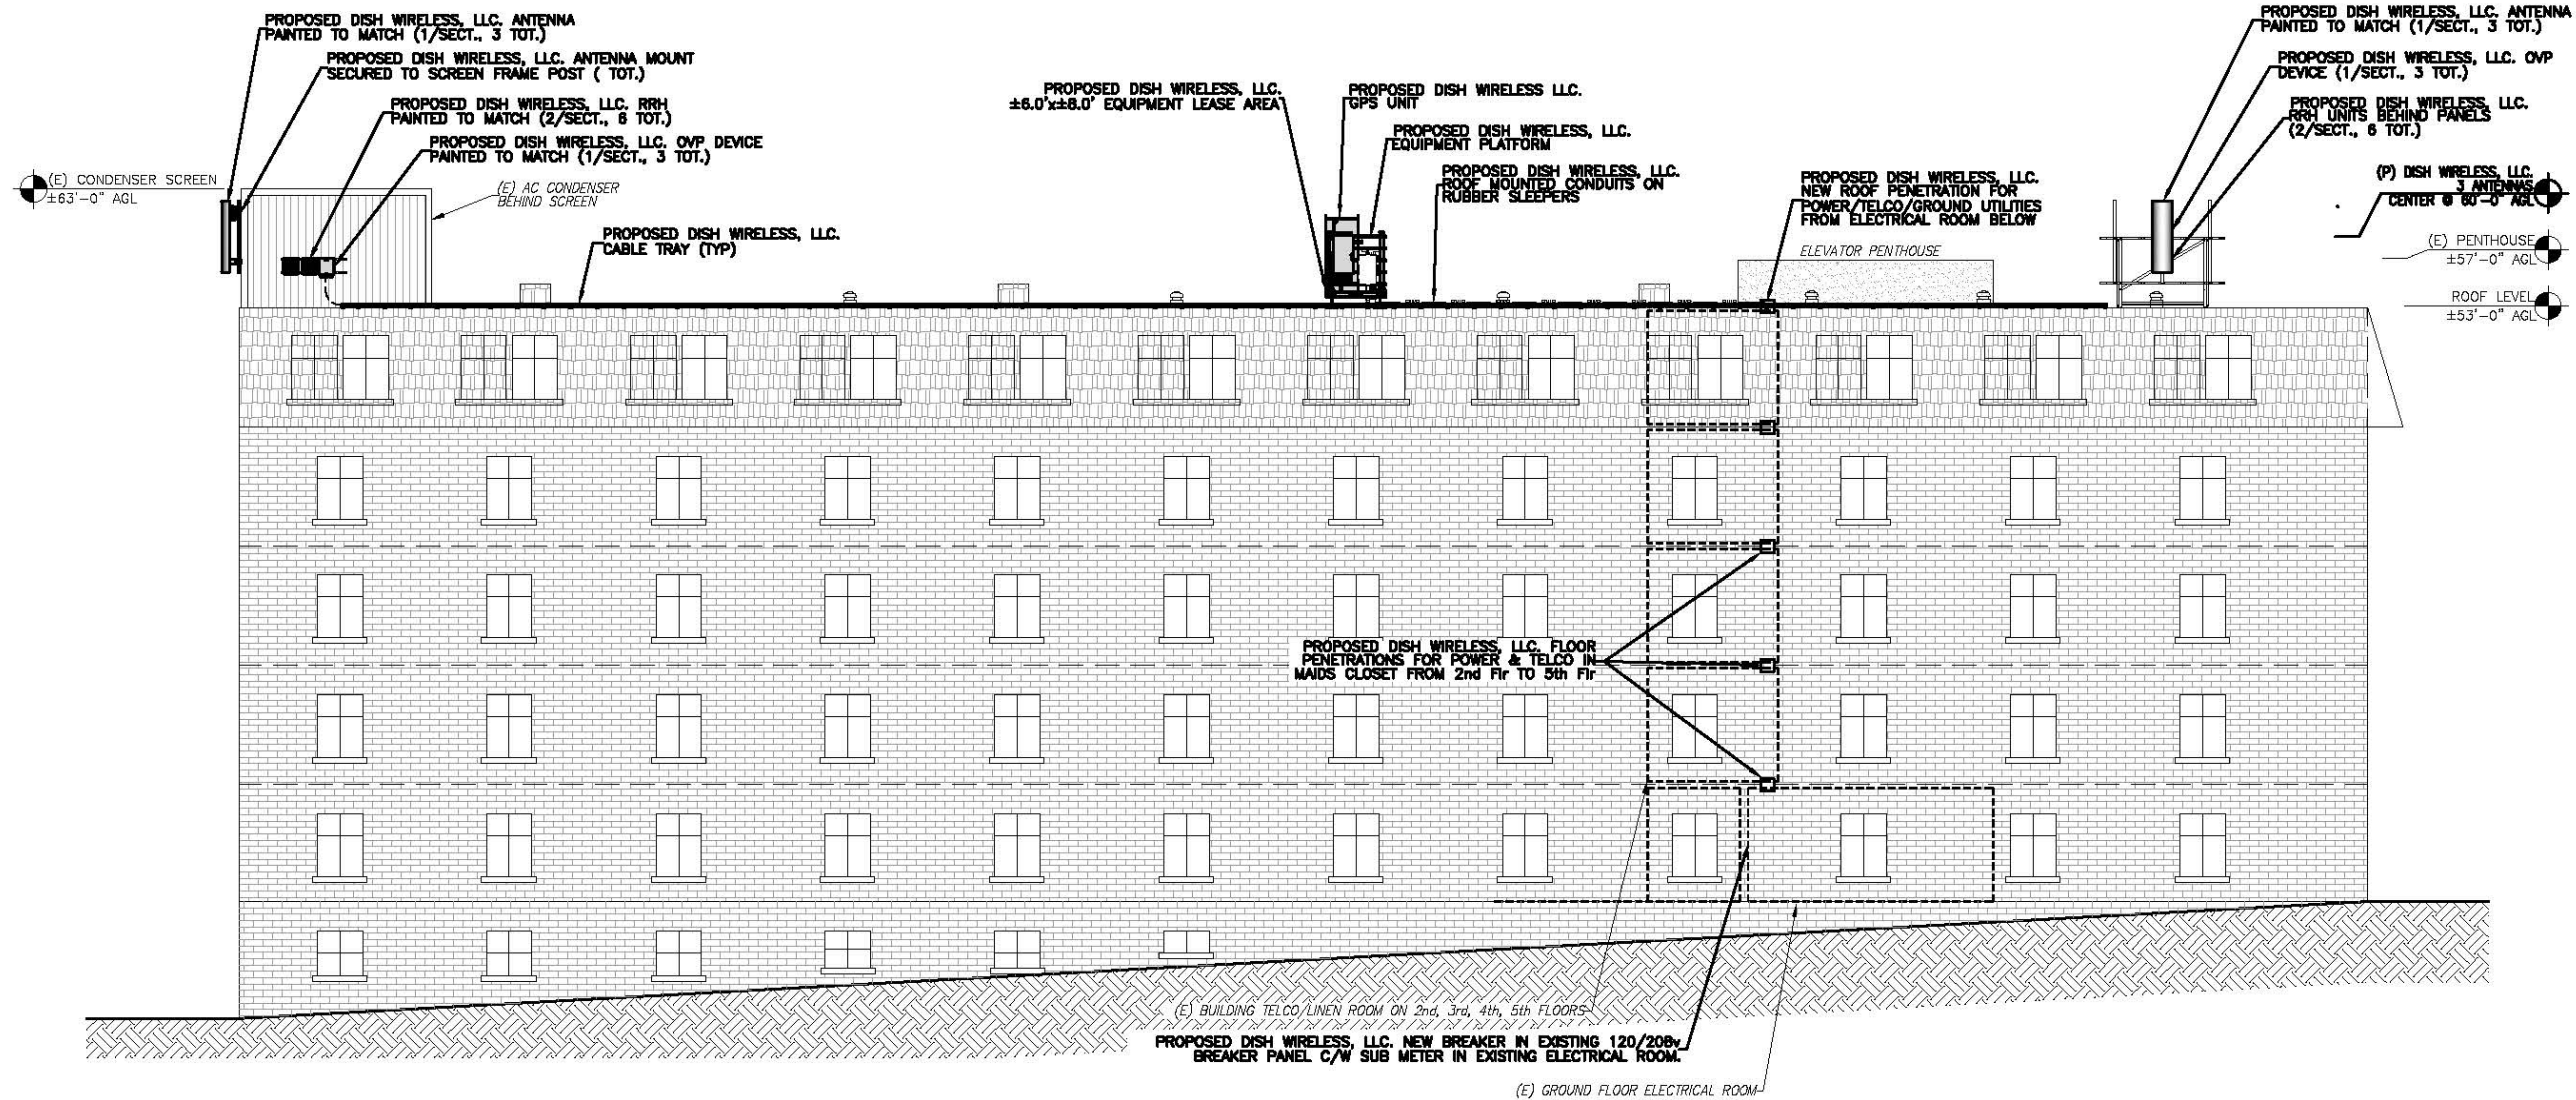 PROPOSED DISH WIRELESS, LLC. ANTENNA
PAINTED TO MATCH (1/SECT., 3 TOT.)
PROPOSED DISH WIRELESS, LLC. ANTENNA MOUNT
SECURED TO SCREEN FRAME POST ( TOT.)
PROPOSED DISH WIRELESS, LLC. RRH
PAINTED TO MATCH (2/SECT., 6 TOT.)
PROPOSED DISH WIRELESS, LLC. OVP DEVICE
PAINTED TO MATCH (1/SECT., 3 TOT.)
(E) CONDENSER SCREEN
±63'-0" AGL
(E) AC CONDENSER
BEHIND SCREEN
PROPOSED DISH WIRELESS, LLC.
CABLE TRAY (TYP)
PROPOSED DISH WIRELESS, LLC.
±6.0'x±8.0' EQUIPMENT LEASE AREA
PROPOSED DISH WIRELESS LLC.
GPS UNIT
PROPOSED DISH WIRELESS, LLC.
EQUIPMENT PLATFORM
PROPOSED DISH WIRELESS, LLC.
ROOF MOUNTED CONDUITS ON
RUBBER SLEEPERS
PROPOSED DISH WIRELESS, LLC.
NEW ROOF PENETRATION FOR
POWER/TELCO/GROUND UTILITIES
FROM ELECTRICAL ROOM BELOW
ELEVATOR PENTHOUSE
PROPOSED DISH WIRELESS, LLC. ANTENNA
PAINTED TO MATCH (1/SECT., 3 TOT.)
PROPOSED DISH WIRELESS, LLC. OVP
DEVICE (1/SECT., 3 TOT.)
PROPOSED DISH WIRELESS, LLC.
RRH UNITS BEHIND PANELS
(2/SECT., 6 TOT.)
(P) DISH WIRELESS, LLC.
3 ANTENNAS
CENTER @ 60'-0" AGL
(E) PENTHOUSE
±57'-0" AGL
ROOF LEVEL
±53'-0" AGL
PROPOSED DISH WIRELESS, LLC. FLOOR
PENETRATIONS FOR POWER & TELCO IN
MAIDS CLOSET FROM 2nd Flr TO 5th Flr
(E) BUILDING TELCO/LINEN ROOM ON 2nd, 3rd, 4th, 5th FLOORS
PROPOSED DISH WIRELESS, LLC. NEW BREAKER IN EXISTING 120/208v
BREAKER PANEL C/W SUB METER IN EXISTING ELECTRICAL ROOM.
(E) GROUND FLOOR ELECTRICAL ROOM